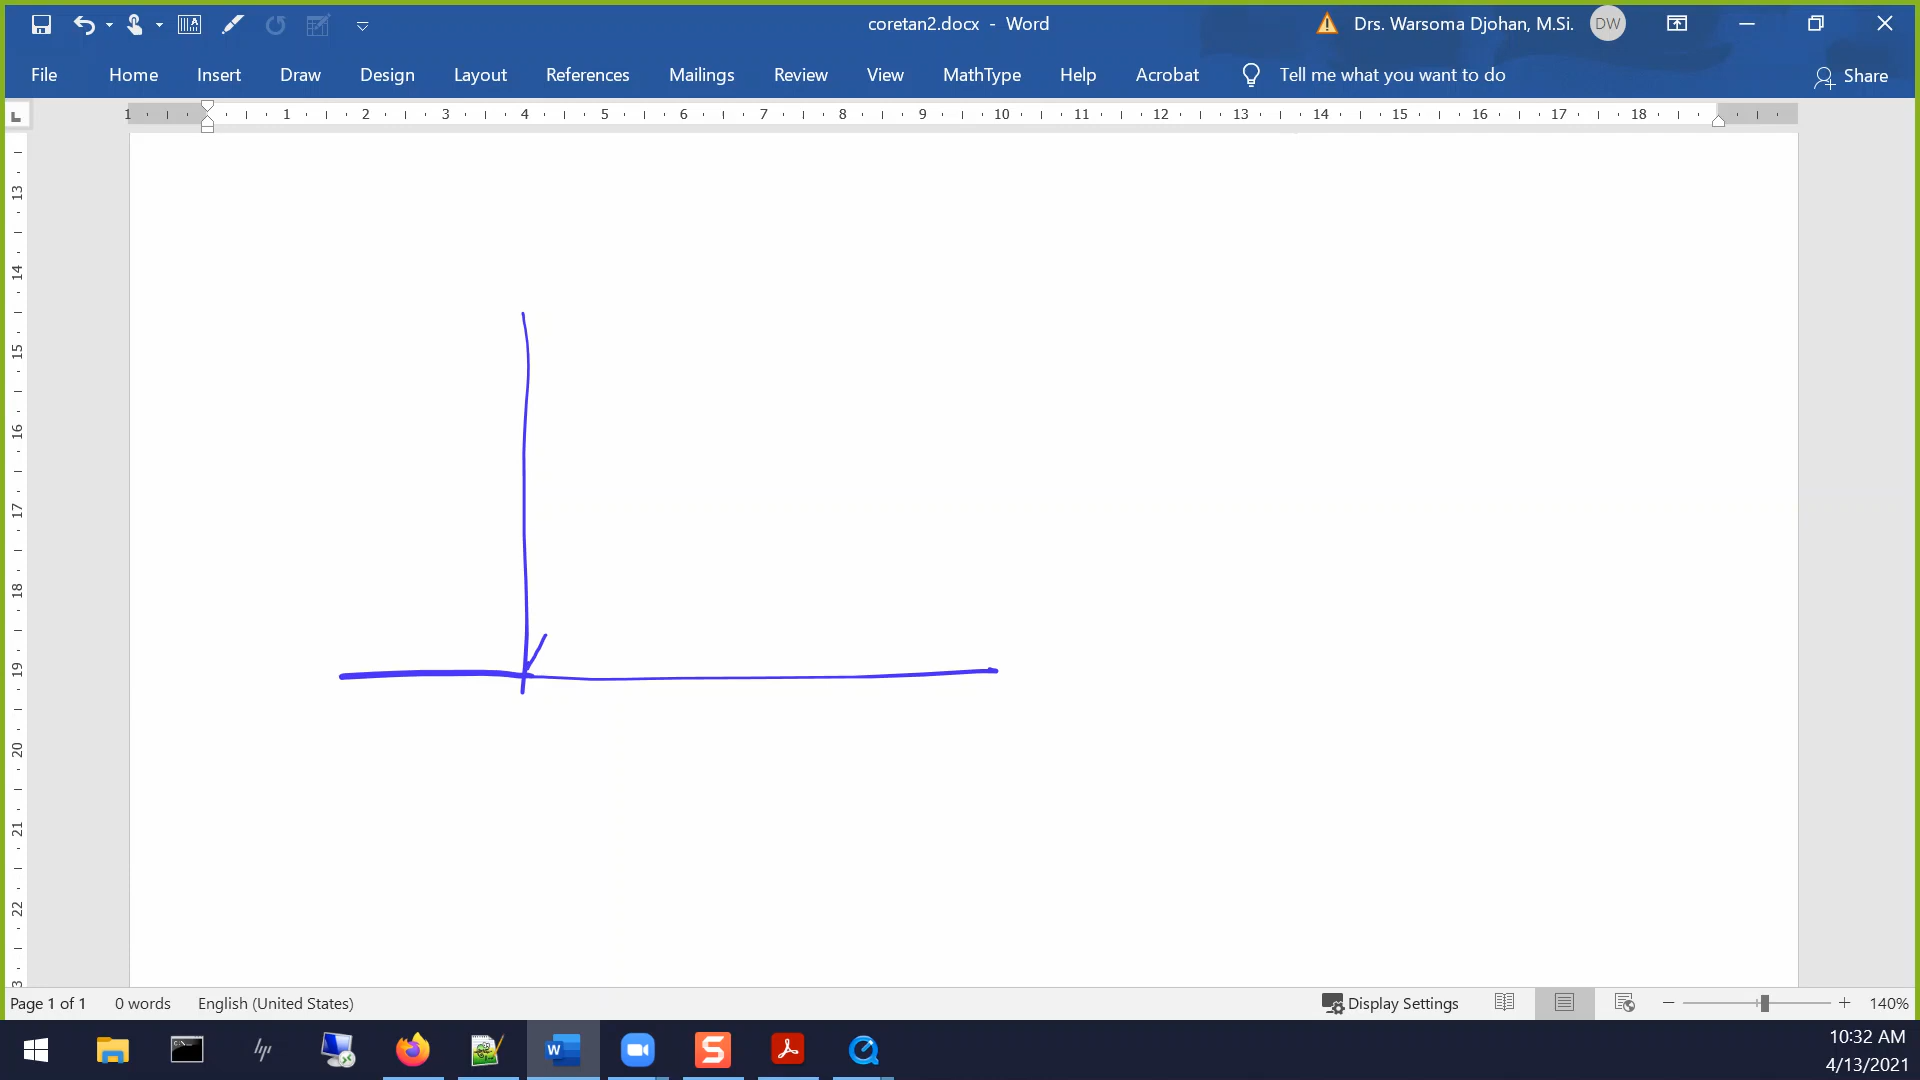 coretan2.docx - Word
Drs. Warsoma Djohan, M.Si.
DW
File
Home
Insert
Draw
Design
Layout
References
Mailings
Review
View
MathType
Help
Acrobat
Tell me what you want to do
Share
1 1 2 3 4 5 6 7 8 9 10 11 12 13 14 15 16 17 18
13
14
15
16
17
18
19
20
21
22
Page 1 of 1
0 words
English (United States)
Display Settings
140%
10:32 AM
4/13/2021